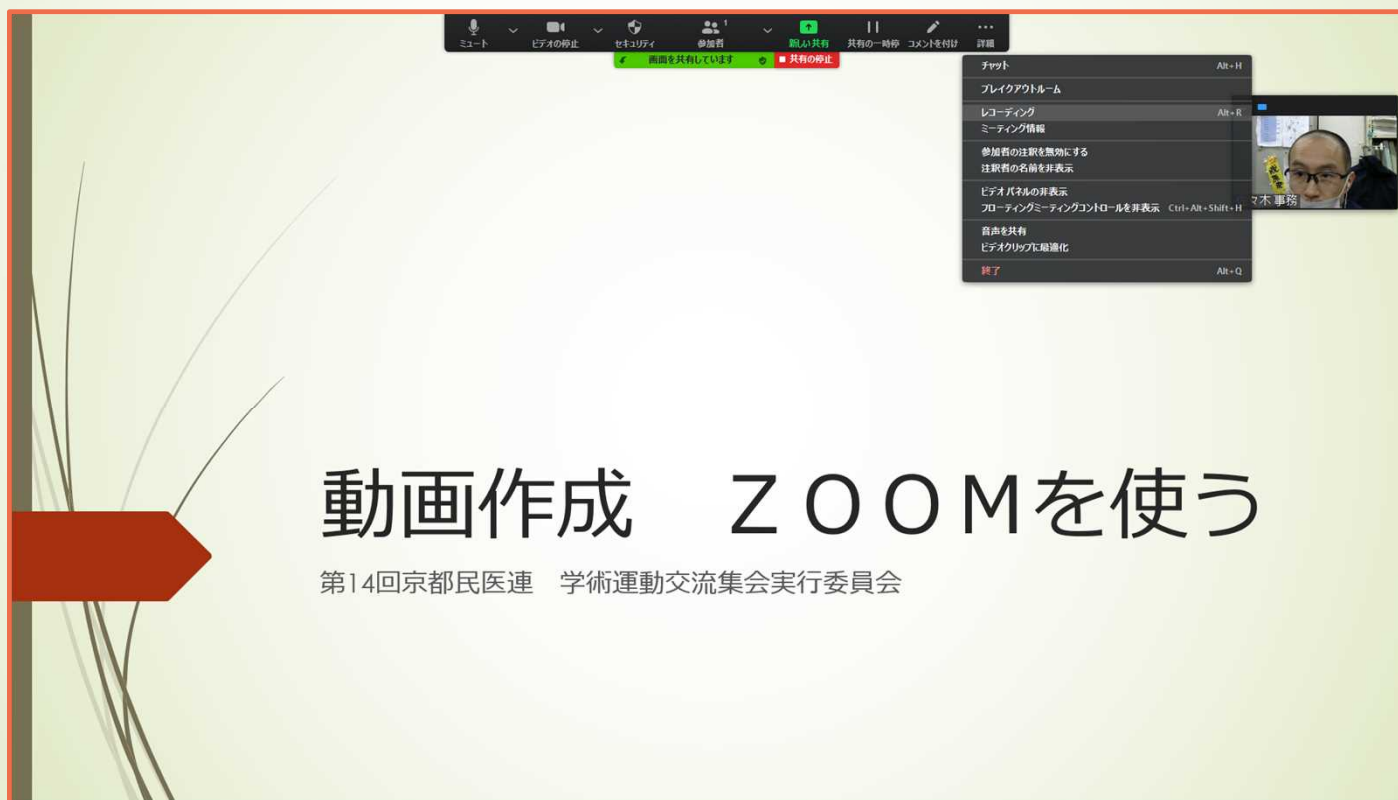 ミュート ビデオの停止 セキュリティ 参加者 1 新しい共有 共有の一時停 コメントを付け 詳細
画面を共有しています 共有の停止
チャット Alt+H
ブレイクアウトルーム
レコーディング Alt+R
ミーティング情報
参加者の注釈を無効にする
注釈者の名前を非表示
ビデオ パネルの非表示
フローティングミーティングコントロールを非表示 Ctrl+Alt+Shift+H
音声を共有
ビデオクリップに最適化
終了 Alt+Q
木 事務
動画作成 ZOOMを使う
第14回京都民医連 学術運動交流集会実行委員会